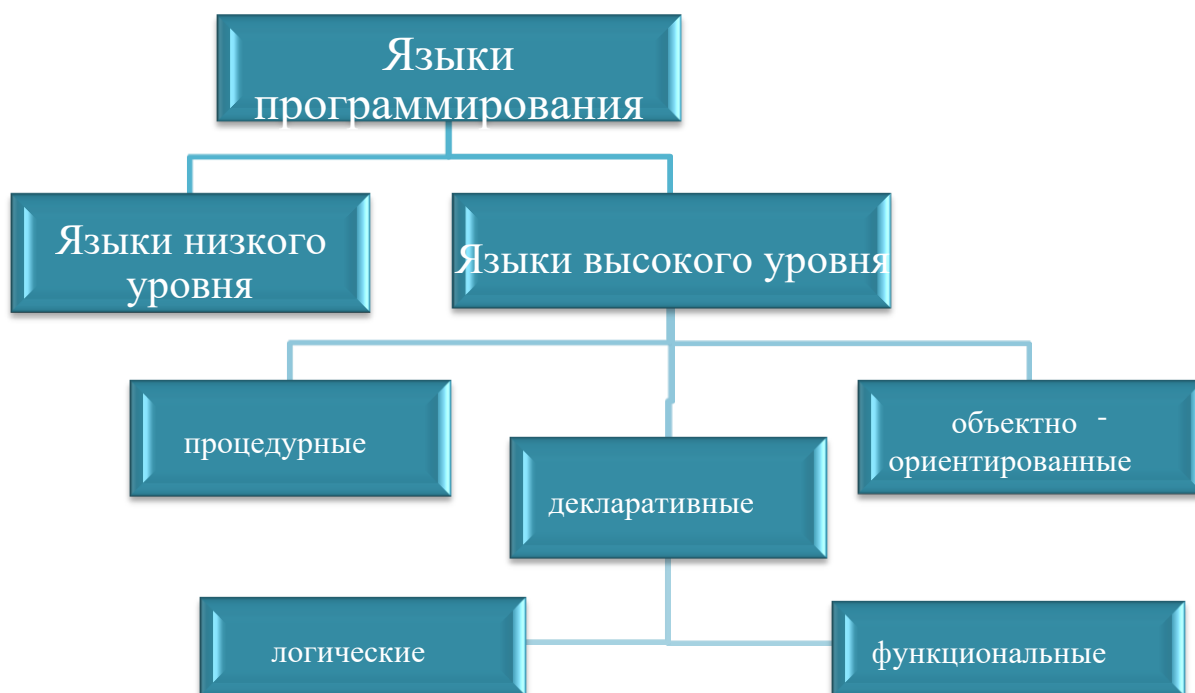 Языки
программирования
Языки низкого
уровня
Языки высокого уровня
процедурные
декларативные
объектно -
ориентированные
логические
функциональные